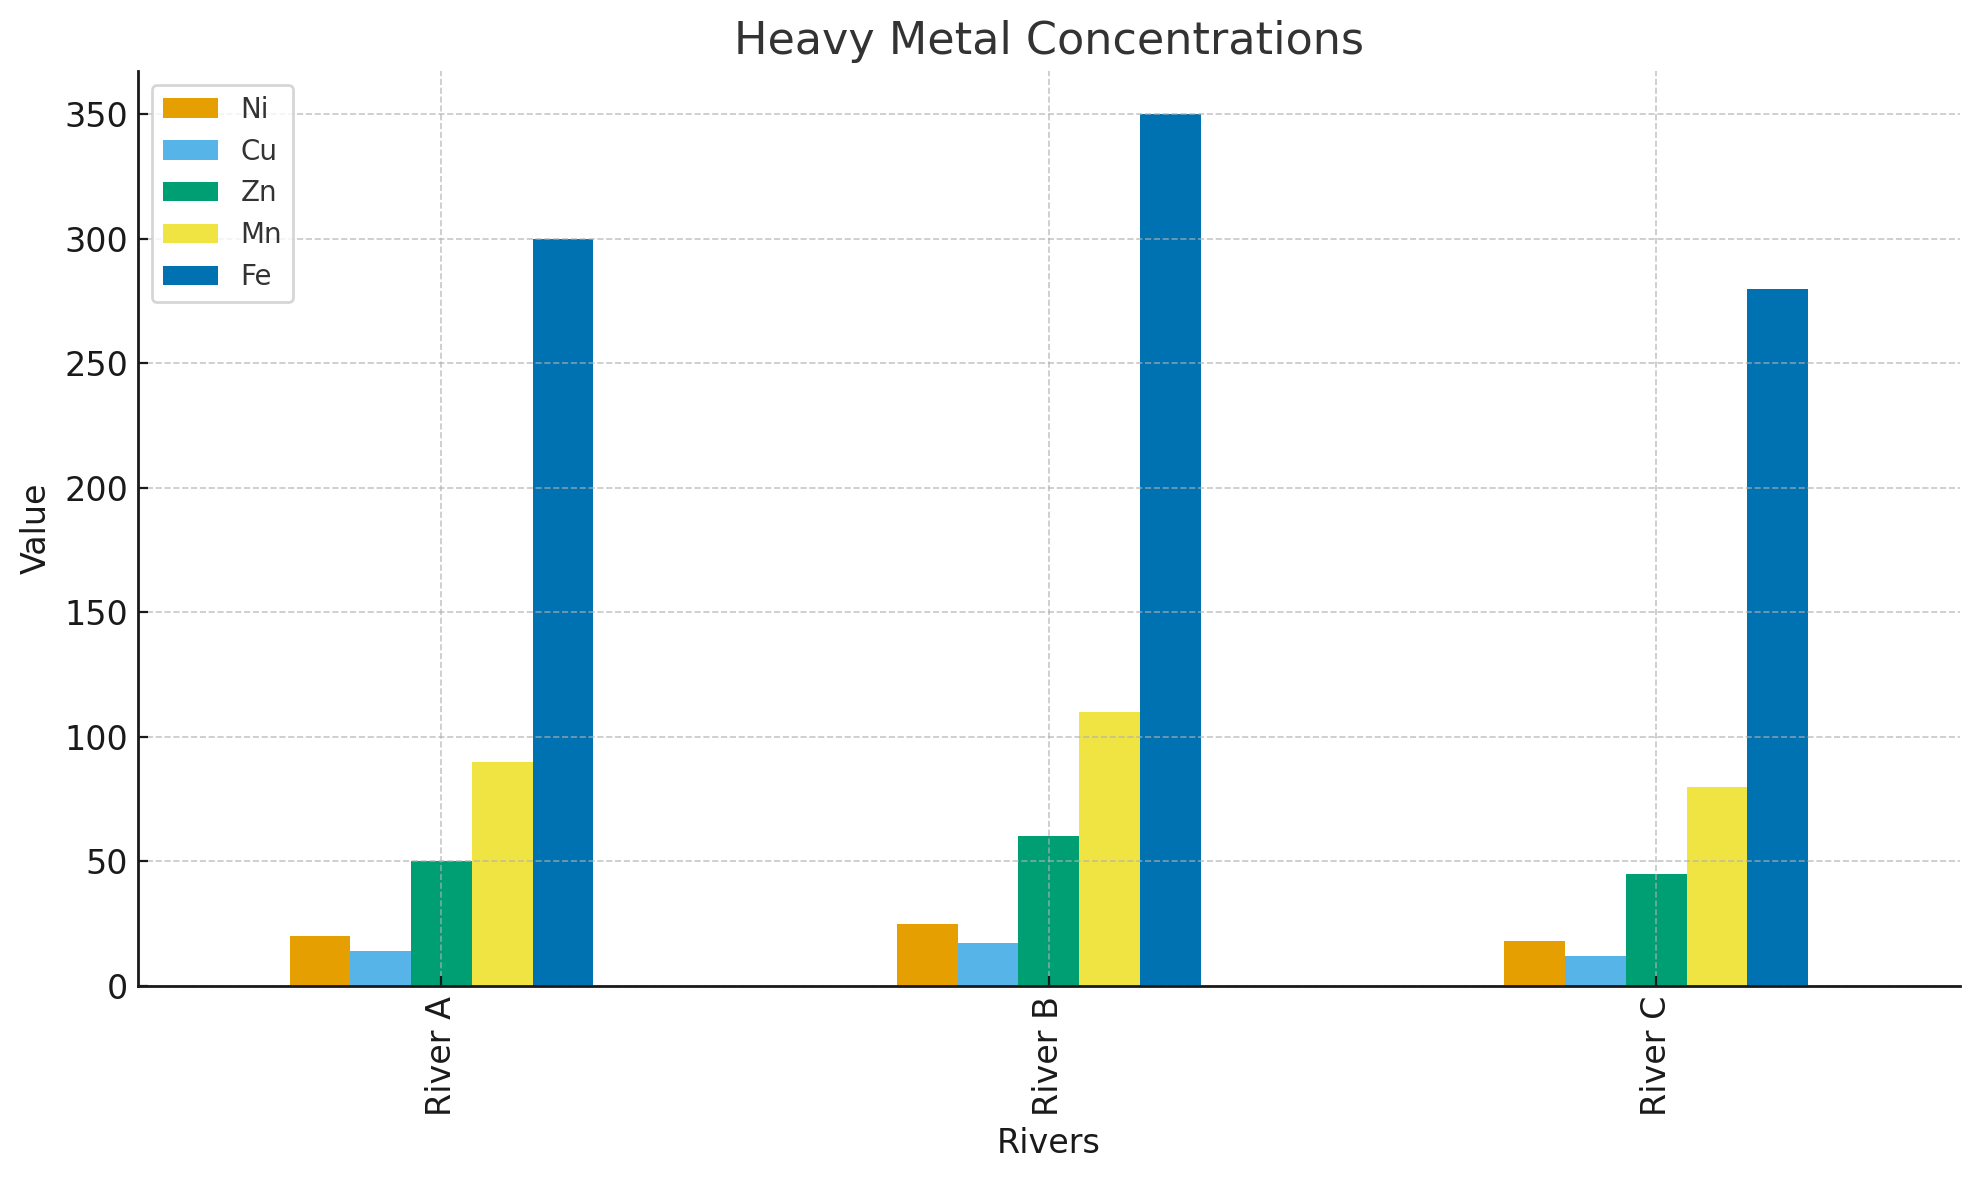 Heavy Metal Concentrations
Ni
Cu
Zn
Mn
Fe
350
300
250
200
150
100
50
0
Value
River A
River B
River C
Rivers